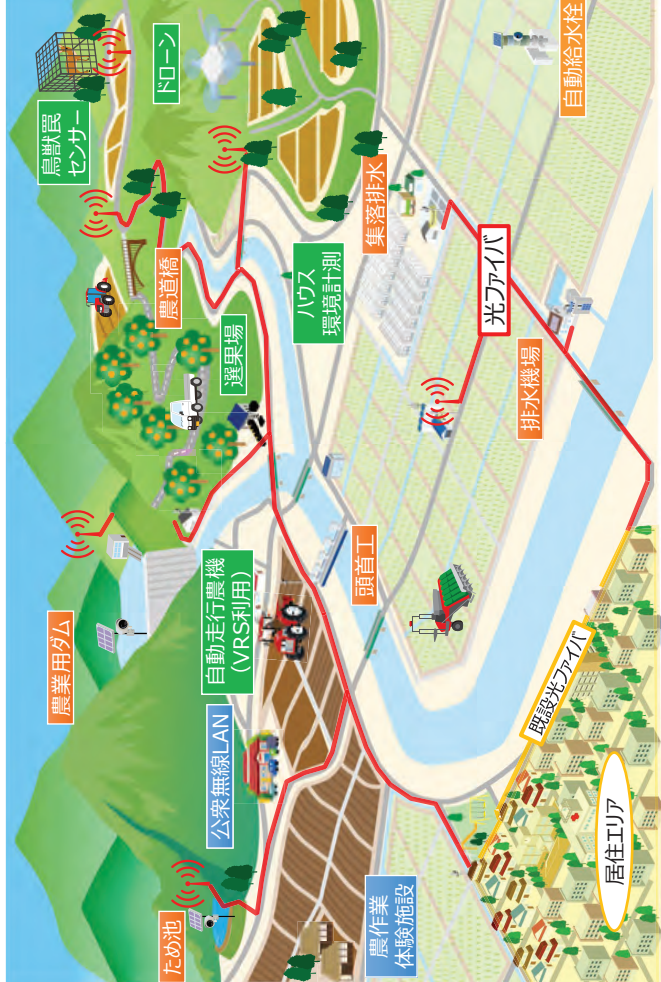 ため池
農業用ダム
鳥獣罠
センサー
ドローン
公衆無線LAN
自動走行農機
(VRS利用)
選果場
農道橋
農作業
体験施設
頭首工
ハウス
環境計測
集落排水
排水機場
光ファイバ
自動給水栓
既設光ファイバ
居住エリア